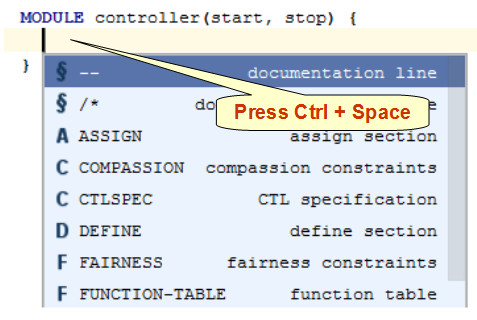 MODULE controller(start, stop) {
}
§ -- documentation line
§ /* do e
Press Ctrl + Space
A ASSIGN assign section
C COMPASSION compassion constraints
C CTLSPEC CTL specification
D DEFINE define section
F FAIRNESS fairness constraints
F FUNCTION-TABLE function table